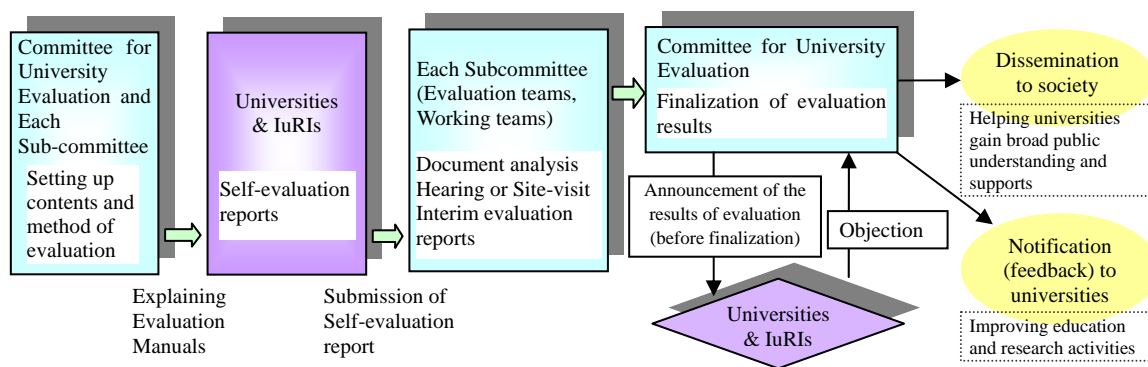 Committee for
University
Evaluation and
Each
Sub-committee
Setting up
contents and
method of
evaluation
Explaining
Evaluation
Manuals
Universities
& IuRIs
Self-evaluation
reports
Submission of
Self-evaluation
report
Each Subcommittee
(Evaluation teams,
Working teams)
Document analysis
Hearing or Site-visit
Interim evaluation
reports
Committee for University
Evaluation
Finalization of evaluation
results
Announcement of the
results of evaluation
(before finalization)
Objection
Universities
& IuRIs
Dissemination
to society
Helping universities
gain broad public
understanding and
supports
Notification
(feedback) to
universities
Improving education
and research activities